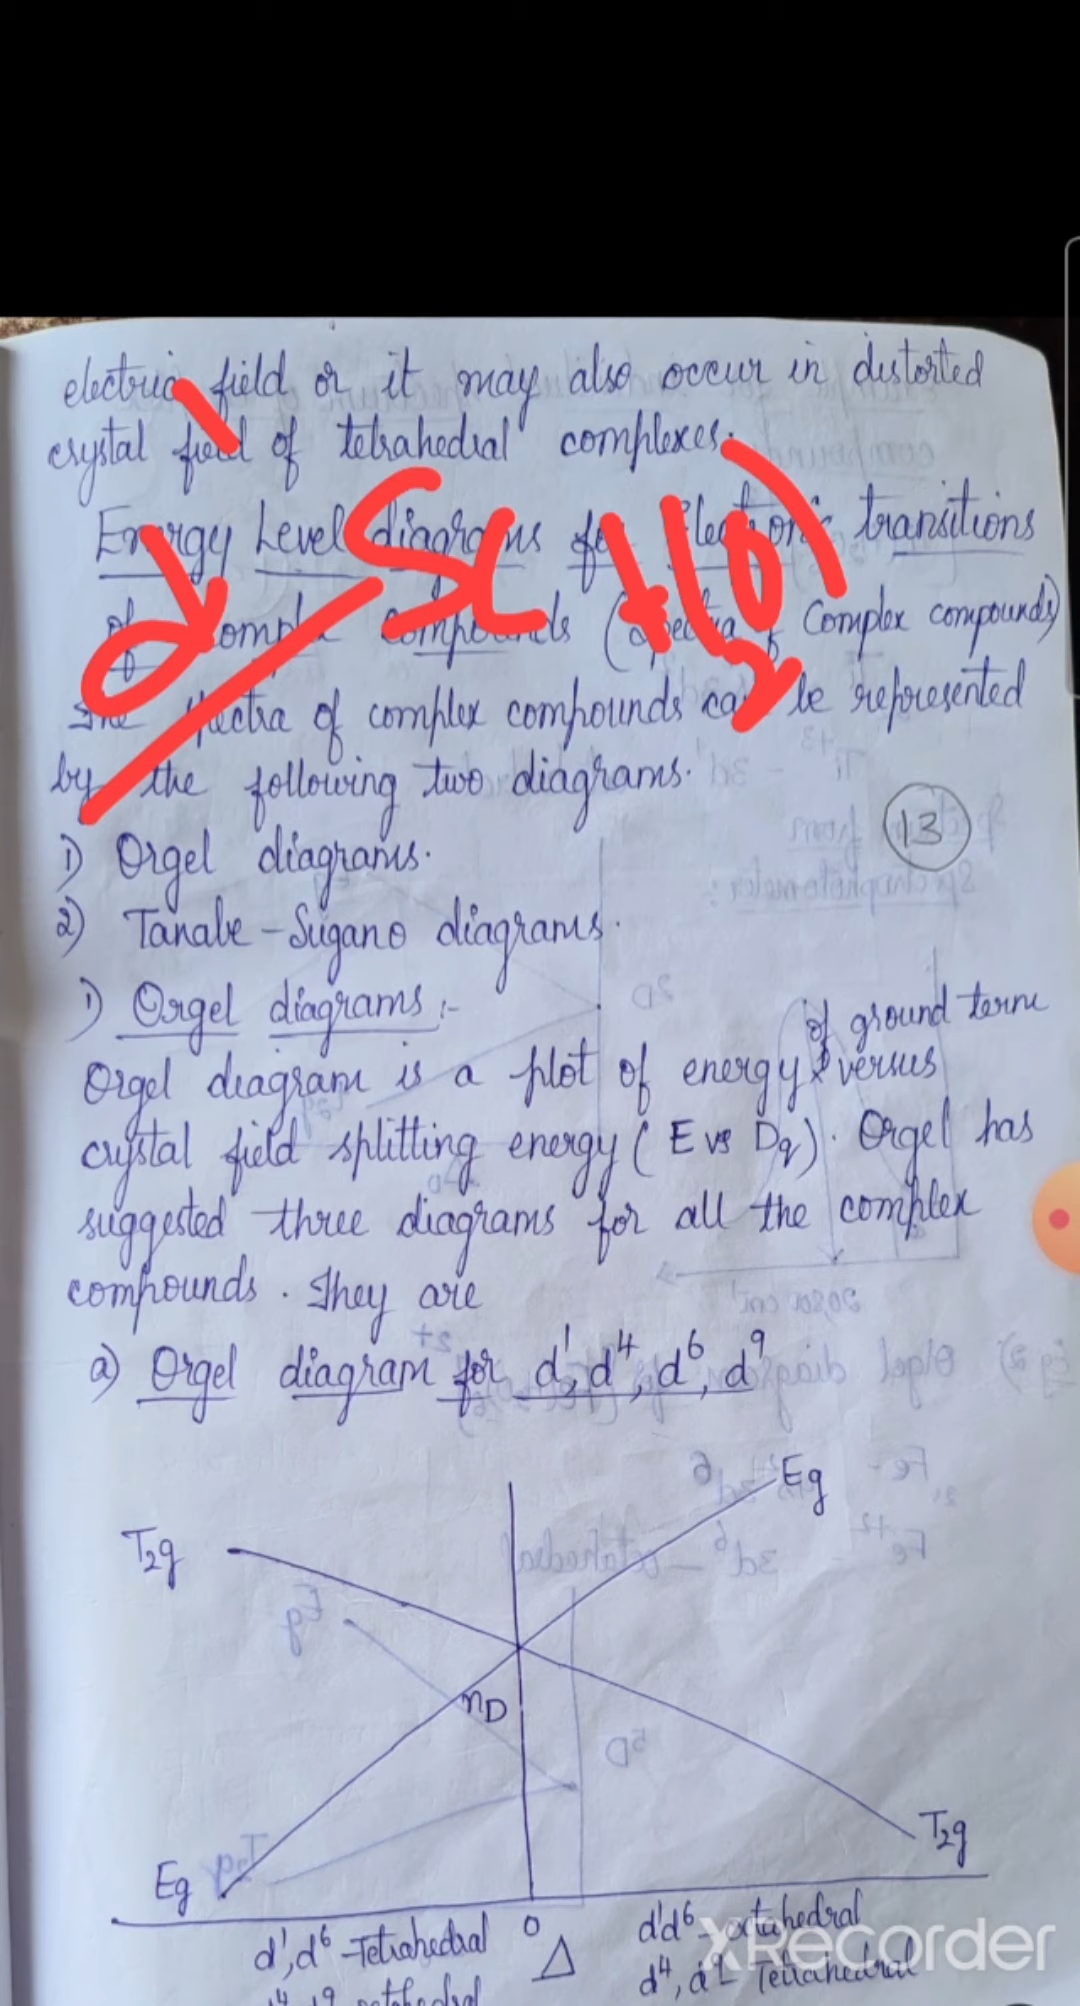 electric field or it may also occur in distorted
crystal field of tetrahedral complexes.
Energy Level diagrams for Electronic transitions
of Complex Compounds (Spectra of Complex compounds)
The spectra of complex compounds can be represented
by the following two diagrams.
13
1) Orgel diagrams.
2) Tanabe-Sugano diagrams.
1) Orgel diagrams:-
of ground term
Orgel diagram is a plot of energy versus
crystal field splitting energy (E vs Dq). Orgel has
suggested three diagrams for all the complex
compounds. They are
a) Orgel diagram for d¹, d⁴, d⁶, d⁹
Eg
T₂g
nD
T₂g
Eg
d¹, d⁶ - Tetrahedral
0
Δ
d¹d⁶ - octahedral
d⁴, d⁹ - Tetrahedral
XRecorder